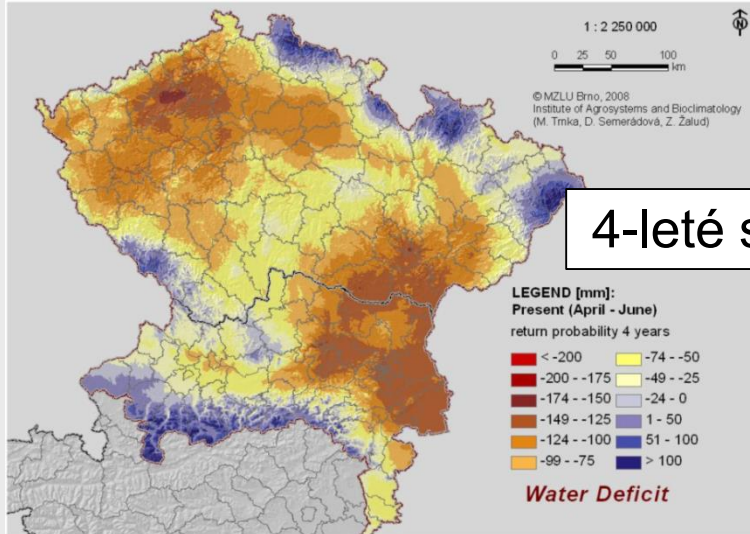 1 : 2 250 000
0 25 50 100
km
© MZLU Brno, 2008
Institute of Agrosystems and Bioclimatology
(M. Trnka, D. Semerádová, Z. Žalud)
N
4-leté s
LEGEND [mm]:
Present (April - June)
return probability 4 years
< -200
-200 - -175
-174 - -150
-149 - -125
-124 - -100
-99 - -75
-74 - -50
-49 - -25
-24 - 0
1 - 50
51 - 100
> 100
Water Deficit